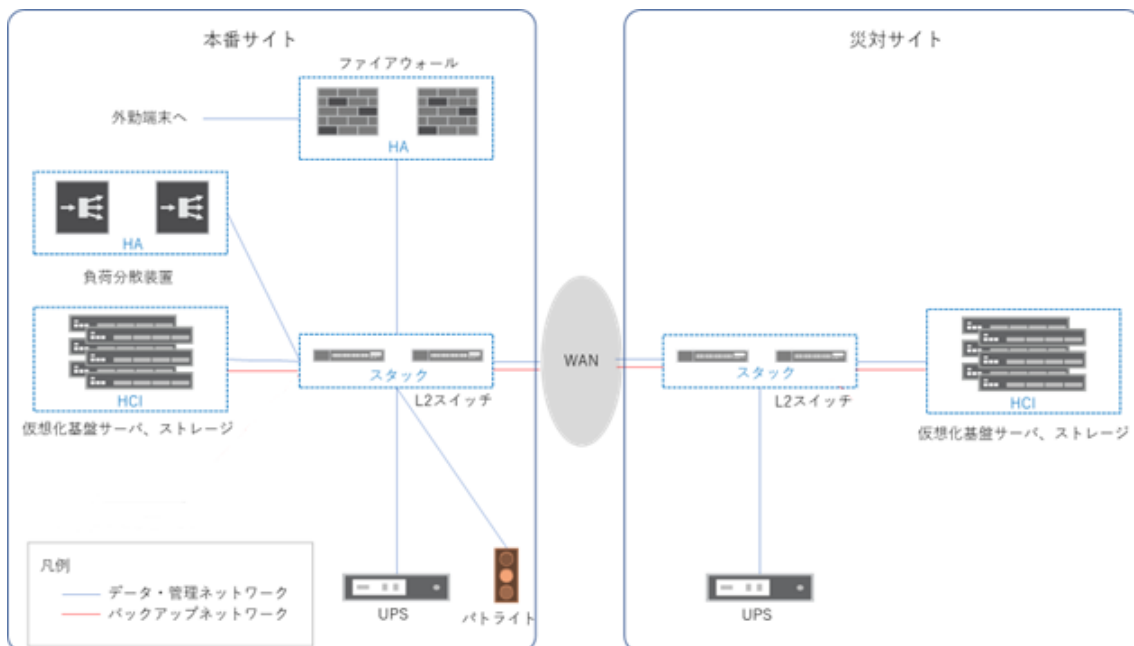 本番サイト
ファイアウォール
外勤端末へ
HA
HA
負荷分散装置
HCI
仮想化基盤サーバ、ストレージ
スタック
L2スイッチ
UPS
パトライト
凡例
データ・管理ネットワーク
バックアップネットワーク
WAN
災対サイト
スタック
L2スイッチ
HCI
仮想化基盤サーバ、ストレージ
UPS